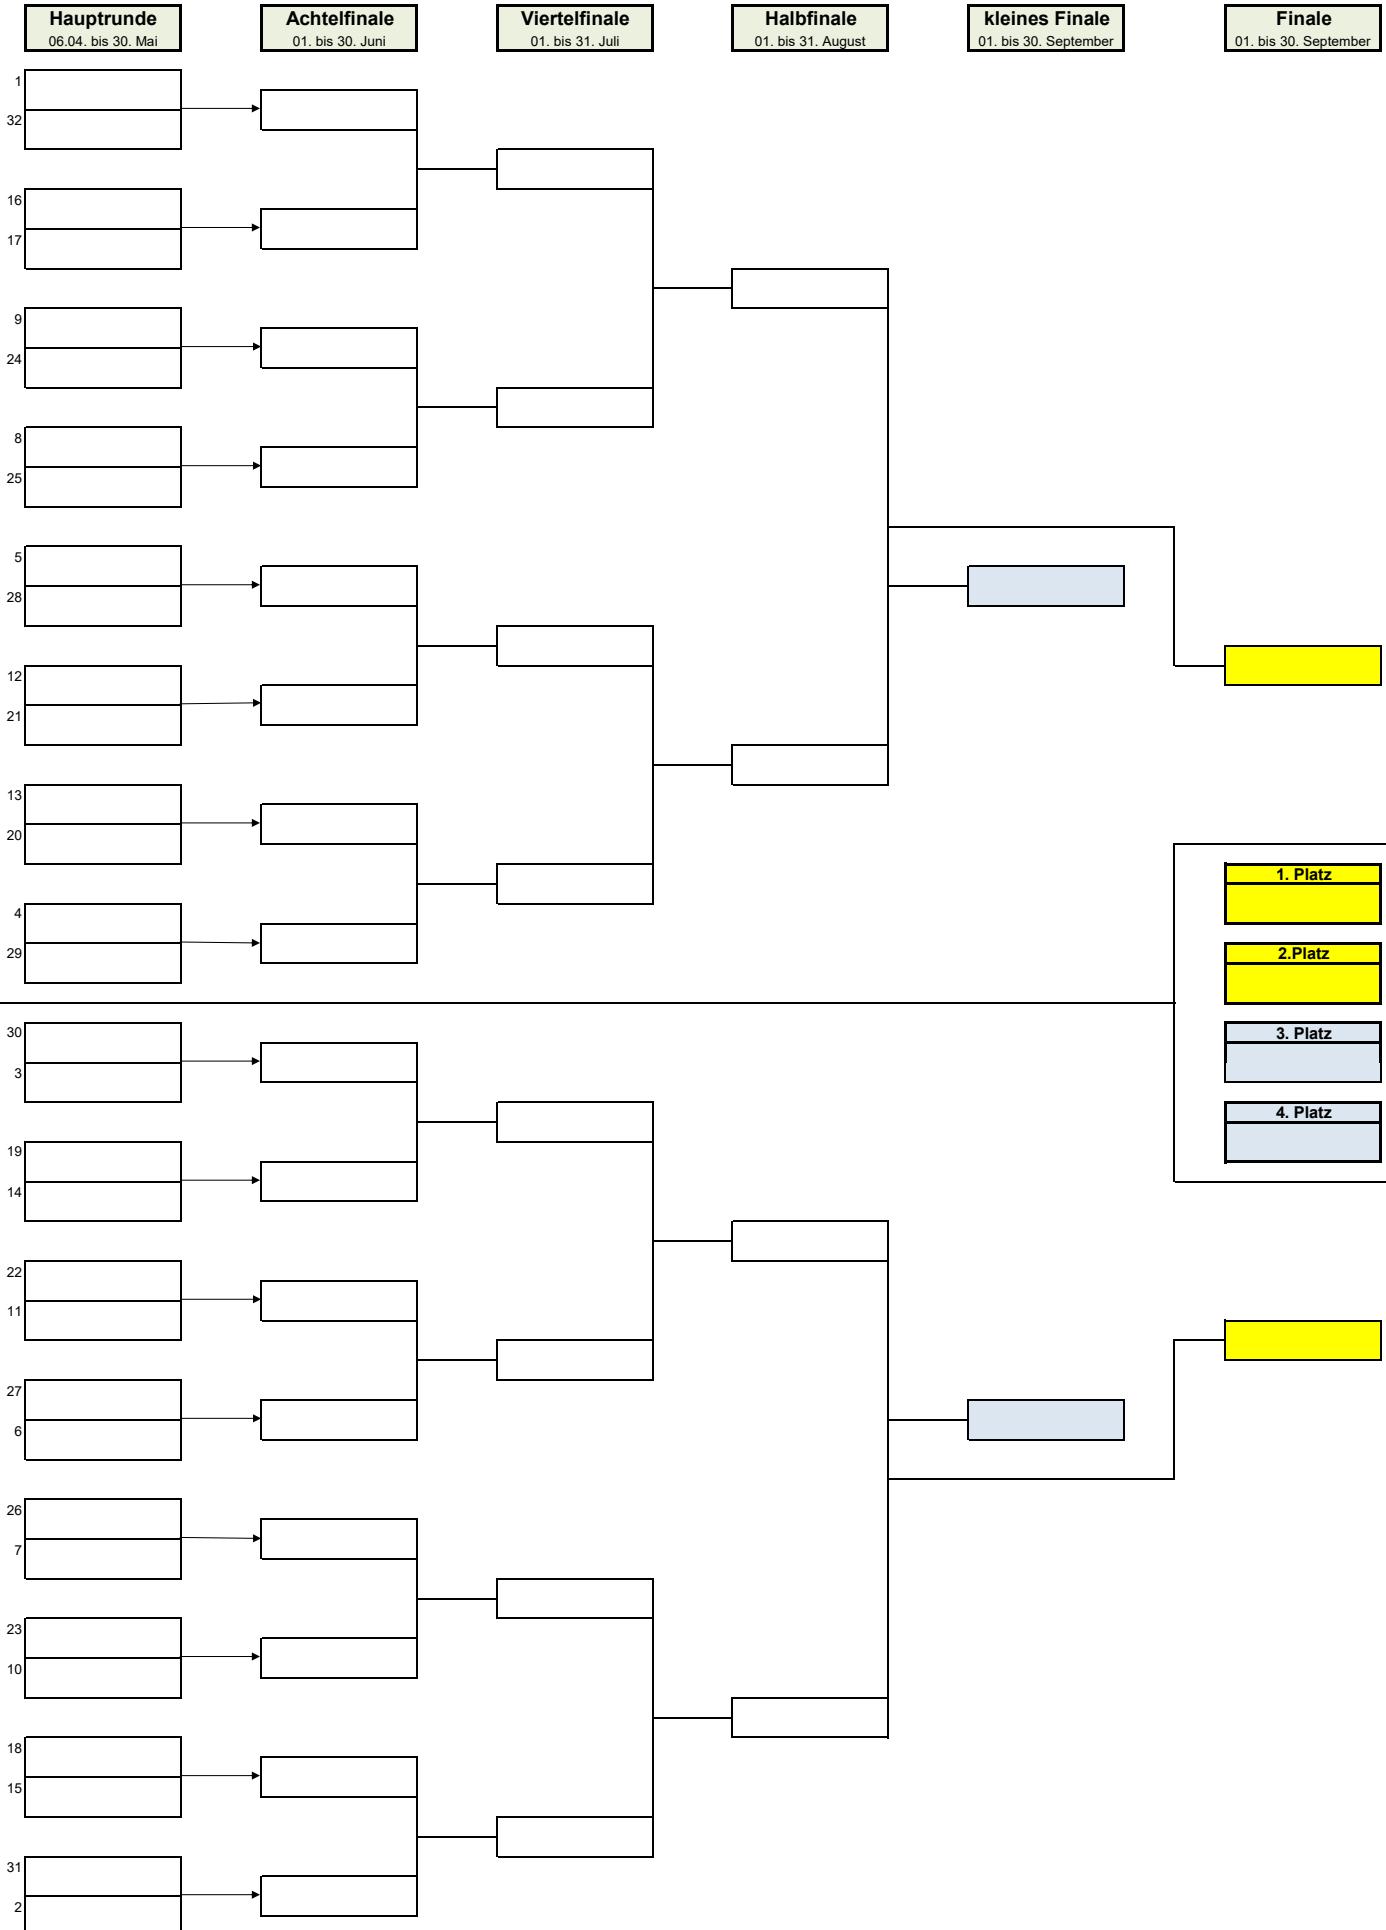 Hauptrunde
06.04. bis 30. Mai
Achtelfinale
01. bis 30. Juni
Viertelfinale
01. bis 31. Juli
Halbfinale
01. bis 31. August
kleines Finale
01. bis 30. September
Finale
01. bis 30. September
1
32
16
17
9
24
8
25
5
28
12
21
13
20
4
29
1. Platz
2.Platz
3. Platz
4. Platz
30
3
19
14
22
11
27
6
26
7
23
10
18
15
31
2